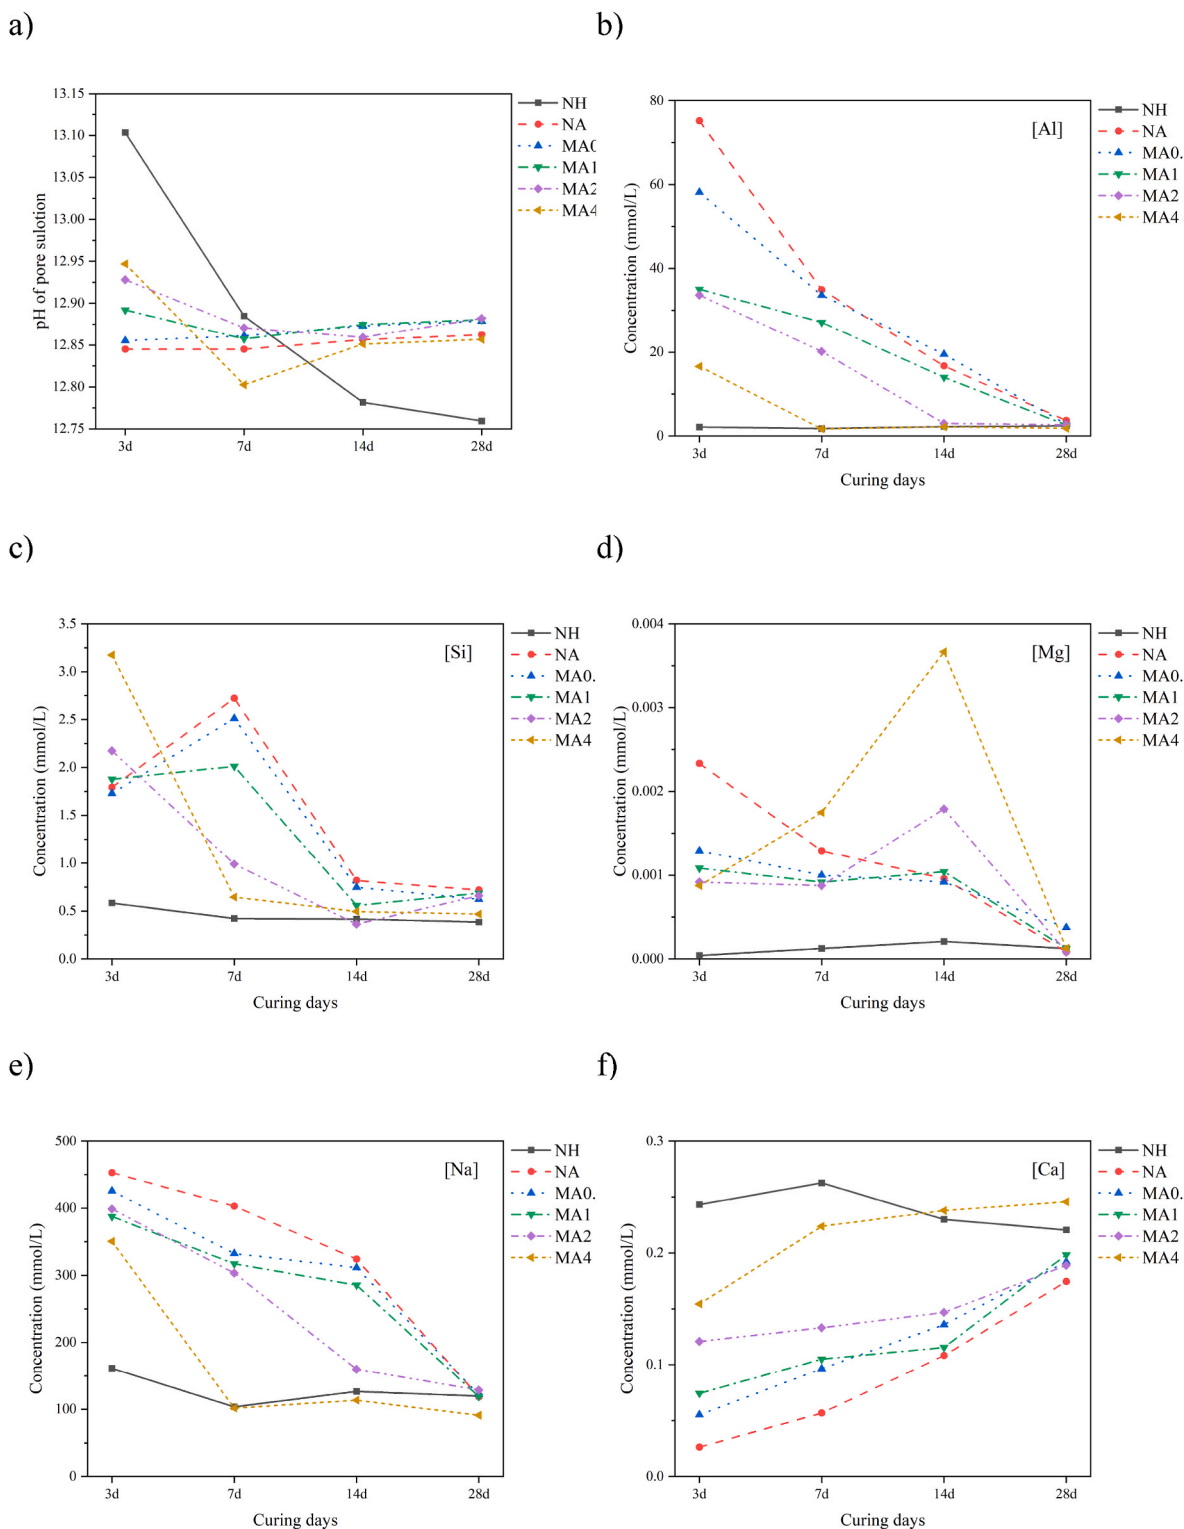 a)
13.15
13.10
13.05
13.00
12.95
12.90
12.85
12.80
12.75
pH of pore sulotion
3d 7d 14d 28d
NH
NA
MA0
MA1
MA2
MA4
b)
80
60
40
20
0
Concentration (mmol/L)
[Al]
3d 7d 14d 28d
Curing days
NH
NA
MA0.
MA1
MA2
MA4
c)
3.5
3.0
2.5
2.0
1.5
1.0
0.5
0.0
Concentration (mmol/L)
[Si]
3d 7d 14d 28d
Curing days
NH
NA
MA0.
MA1
MA2
MA4
d)
0.004
0.003
0.002
0.001
0.000
Concentration (mmol/L)
[Mg]
3d 7d 14d 28d
Curing days
NH
NA
MA0.
MA1
MA2
MA4
e)
500
400
300
200
100
0
Concentration (mmol/L)
[Na]
3d 7d 14d 28d
Curing days
NH
NA
MA0.
MA1
MA2
MA4
f)
0.3
0.2
0.1
0.0
Concentration (mmol/L)
[Ca]
3d 7d 14d 28d
Curing days
NH
NA
MA0.
MA1
MA2
MA4